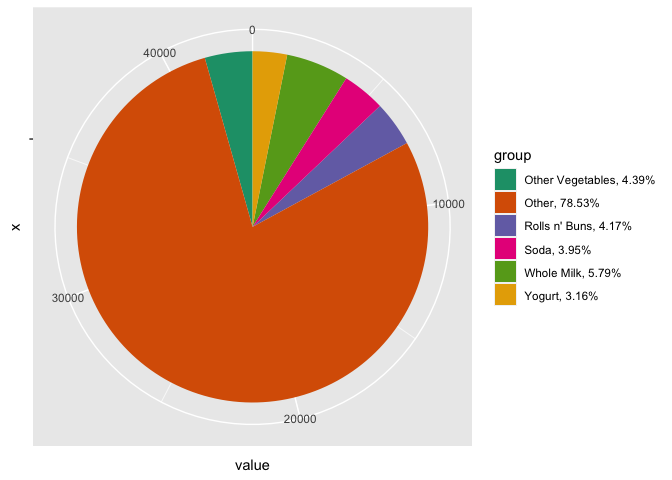 0
40000
10000
30000
20000
x
value
group
Other Vegetables, 4.39%
Other, 78.53%
Rolls n' Buns, 4.17%
Soda, 3.95%
Whole Milk, 5.79%
Yogurt, 3.16%